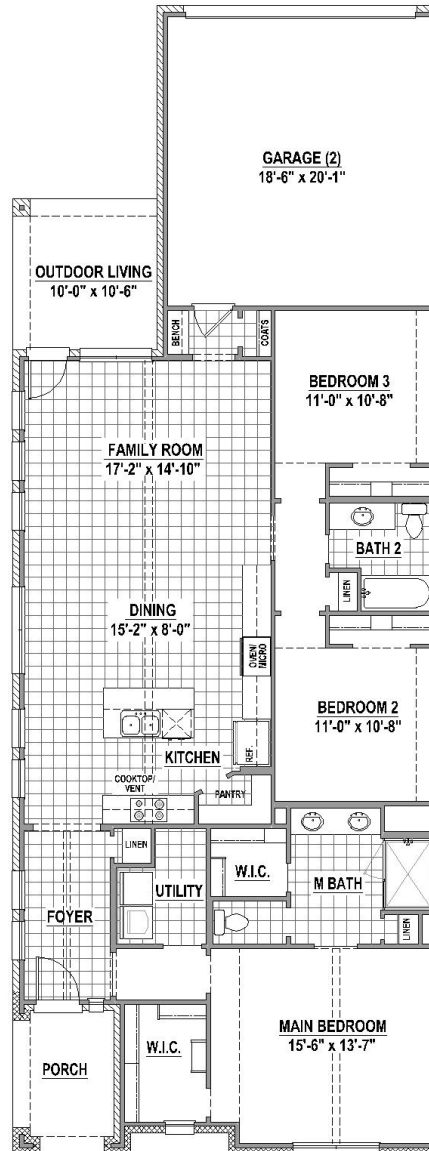 GARAGE (2)
18'-6" x 20'-1"
OUTDOOR LIVING
10'-0" x 10'-6"
BENCH
COATS
BEDROOM 3
11'-0" x 10'-8"
FAMILY ROOM
17'-2" x 14'-10"
BATH 2
LINEN
DINING
15'-2" x 8'-0"
OVEN/
MICRO
BEDROOM 2
11'-0" x 10'-8"
KITCHEN
REF.
COOKTOP/
VENT
PANTRY
LINEN
W.I.C.
UTILITY
M BATH
FOYER
LINEN
MAIN BEDROOM
15'-6" x 13'-7"
W.I.C.
PORCH